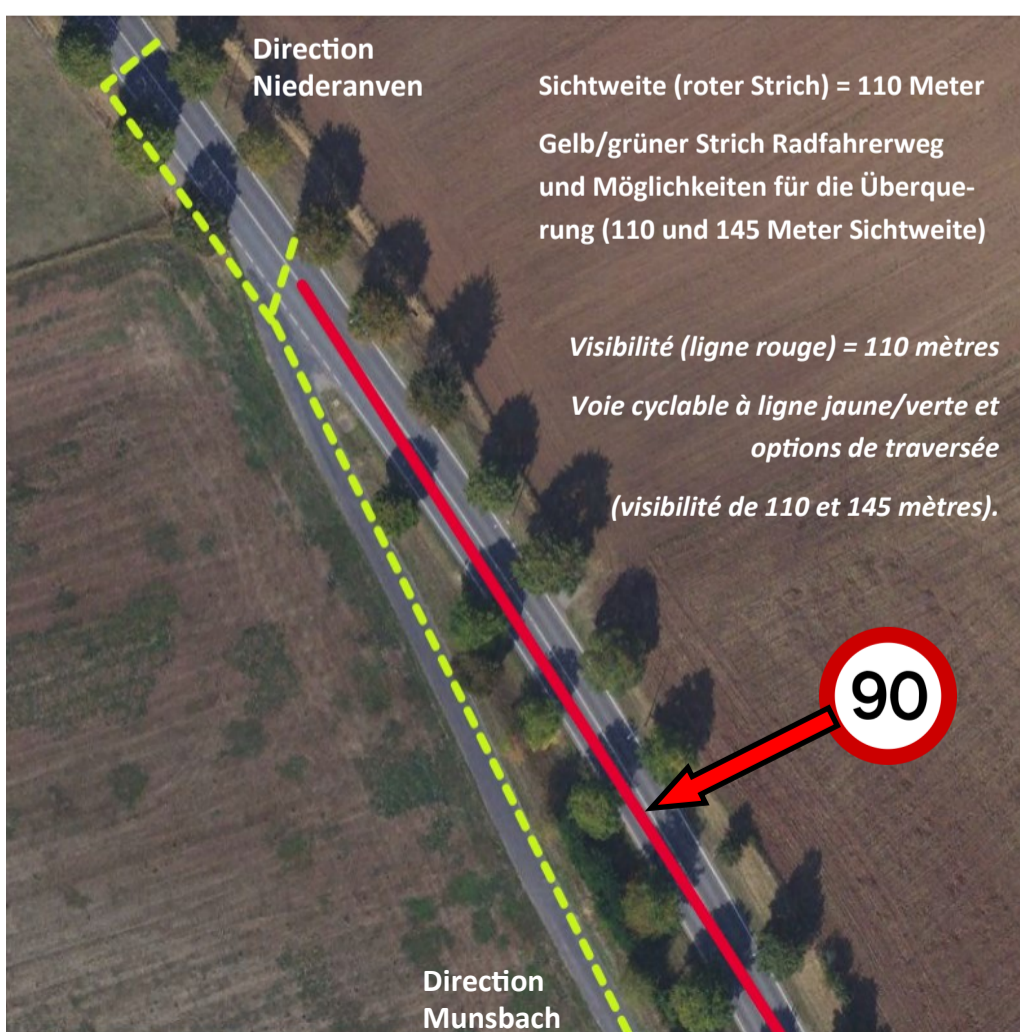 Direction
Niederanven
Sichtweite (roter Strich) = 110 Meter
Gelb/grüner Strich Radfahrerweg
und Möglichkeiten für die Überque-
rung (110 und 145 Meter Sichtweite)
Visibilité (ligne rouge) = 110 mètres
Voie cyclable à ligne jaune/verte et
options de traversée
(visibilité de 110 et 145 mètres).
90
Direction
Munsbach